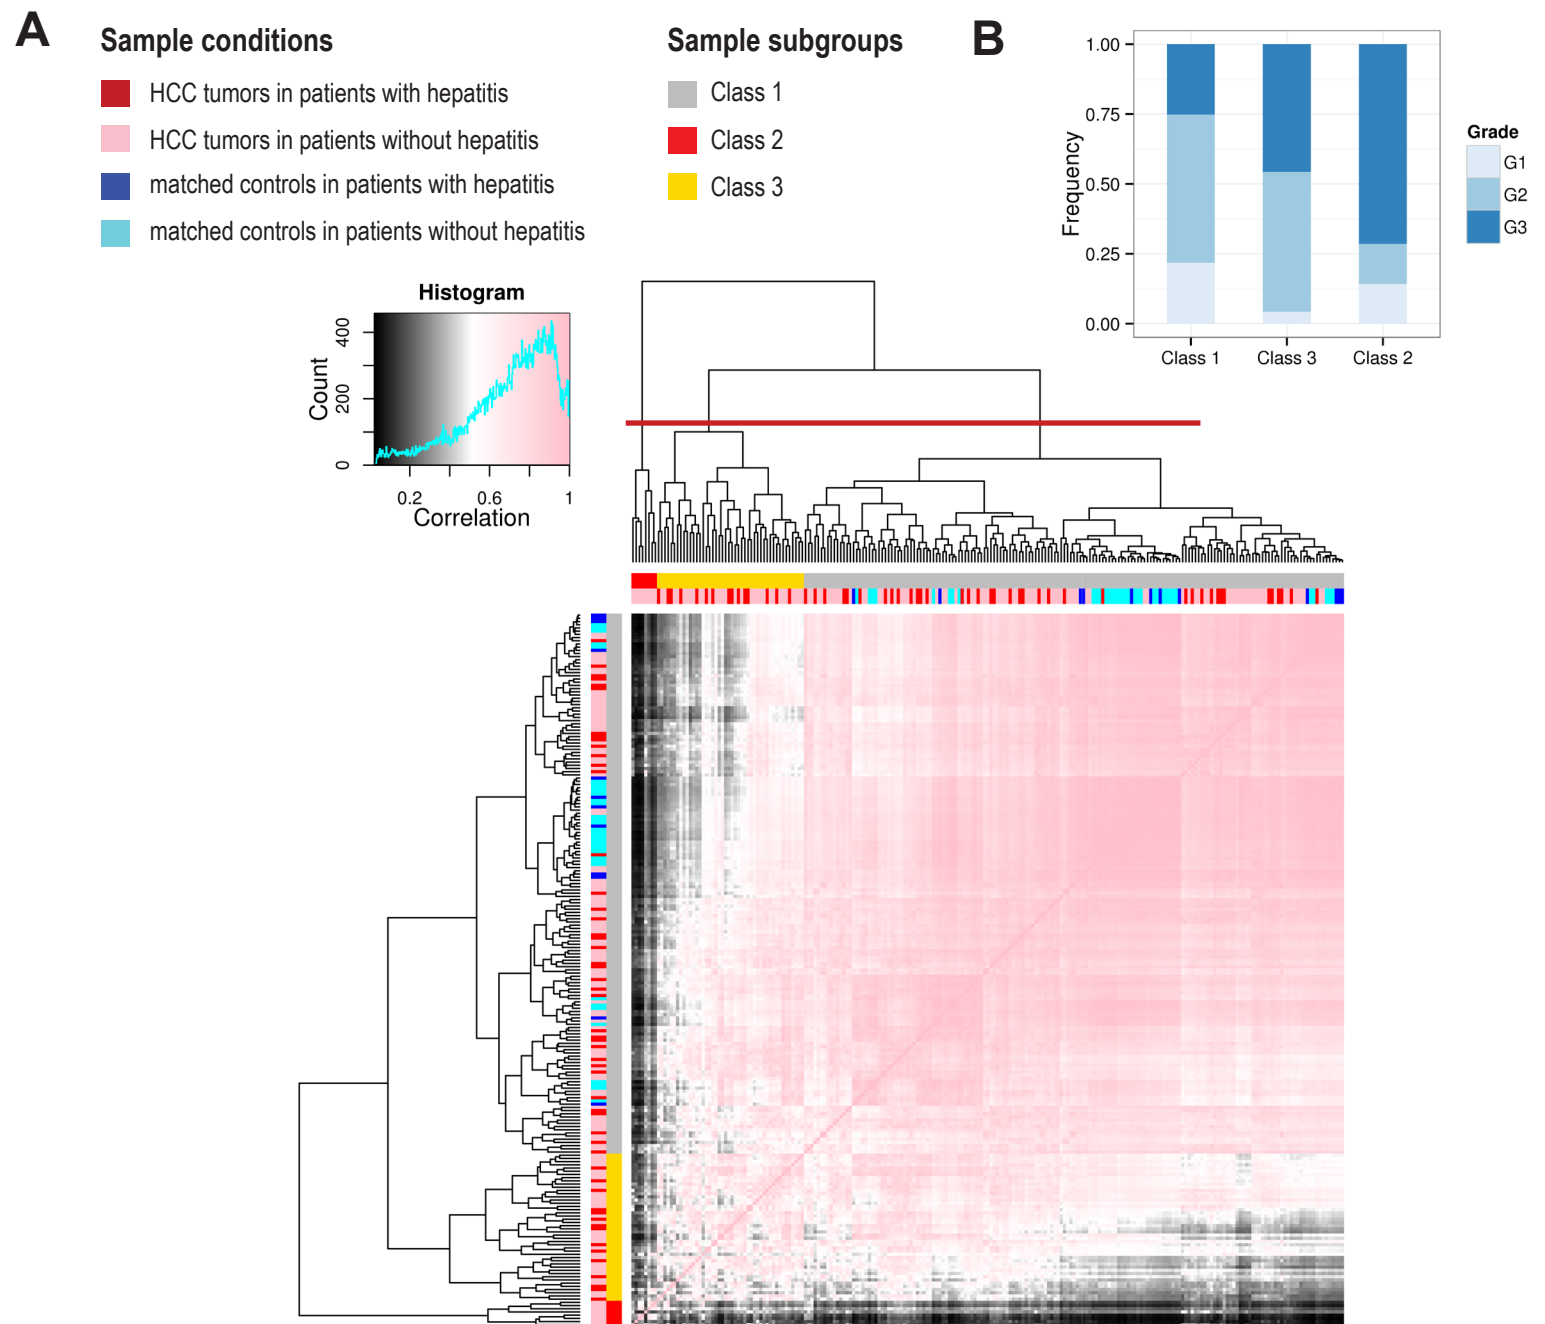 A
Sample conditions
HCC tumors in patients with hepatitis
HCC tumors in patients without hepatitis
matched controls in patients with hepatitis
matched controls in patients without hepatitis
Sample subgroups
Class 1
Class 2
Class 3
Histogram
Count
0
200
400
0.2
0.6
1
Correlation
B
Frequency
1.00
0.75
0.50
0.25
0.00
Class 1
Class 3
Class 2
Grade
G1
G2
G3